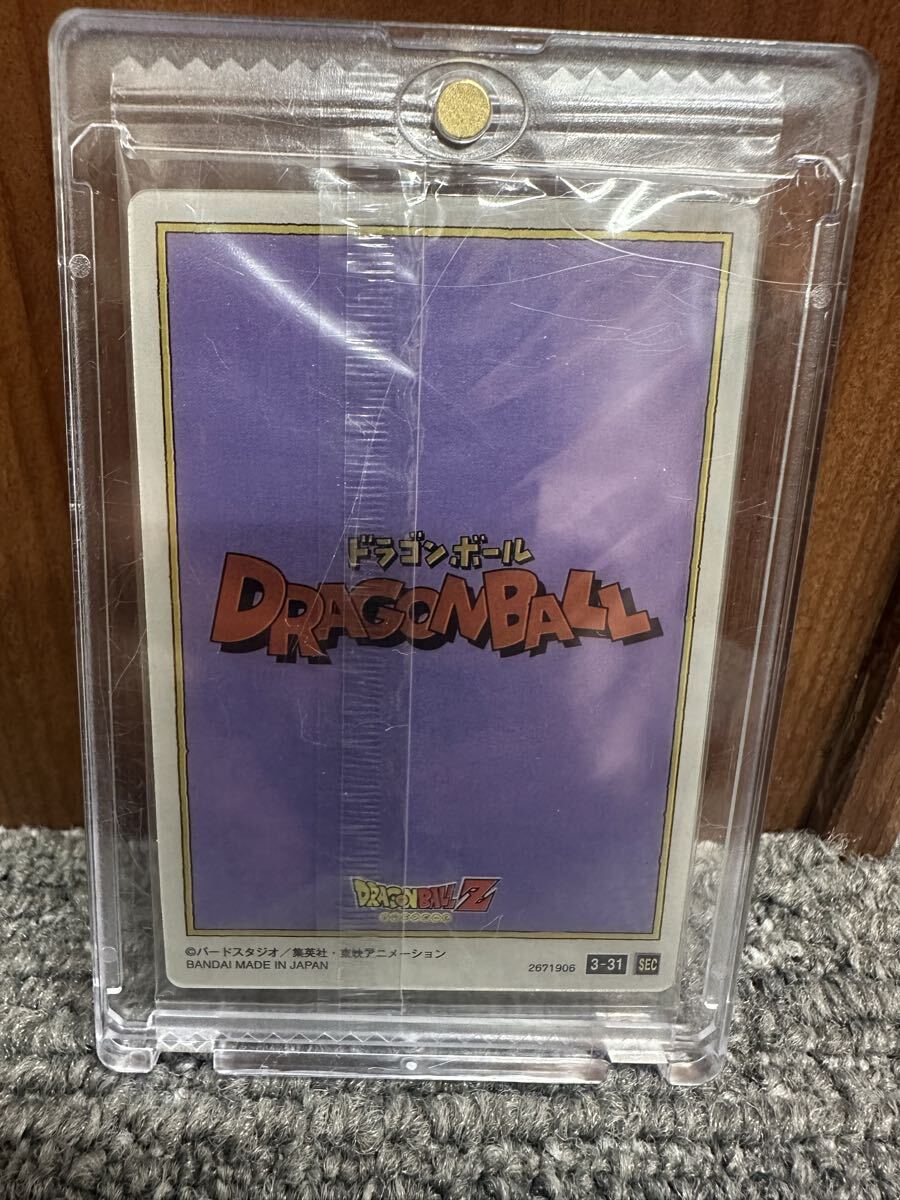 ドラゴンボール
DRAGONBALL
DRAGONBALL Z
©バードスタジオ/集英社・東映アニメーション
BANDAI MADE IN JAPAN
2671906 3-31 SEC